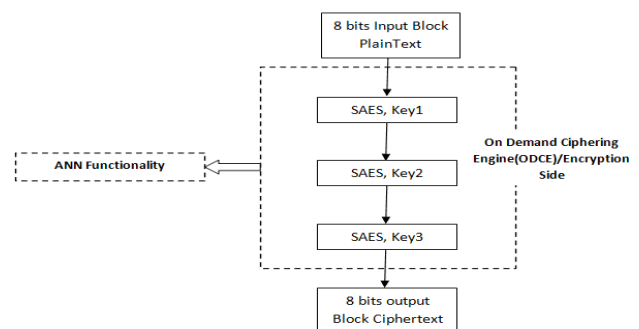 8 bits Input Block
PlainText
SAES, Key1
On Demand Ciphering
Engine(ODCE)/Encryption
Side
ANN Functionality
SAES, Key2
SAES, Key3
8 bits output
Block Ciphertext